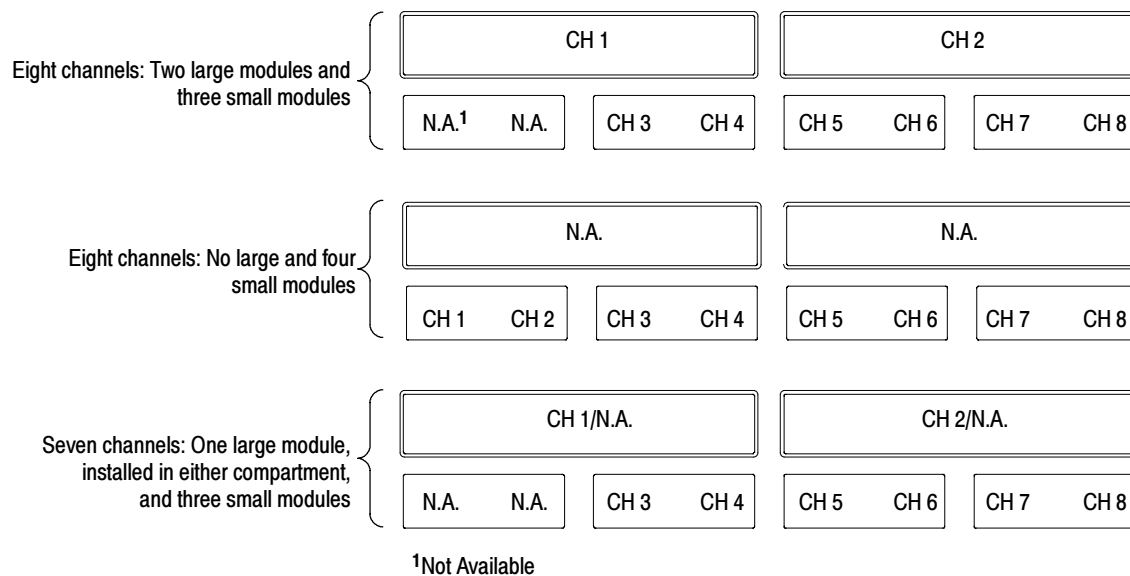 CH 1 CH 2
Eight channels: Two large modules and
three small modules
N.A.1 N.A. CH 3 CH 4 CH 5 CH 6 CH 7 CH 8
N.A. N.A.
Eight channels: No large and four
small modules
CH 1 CH 2 CH 3 CH 4 CH 5 CH 6 CH 7 CH 8
CH 1/N.A. CH 2/N.A.
Seven channels: One large module,
installed in either compartment,
and three small modules
N.A. N.A. CH 3 CH 4 CH 5 CH 6 CH 7 CH 8
1Not Available